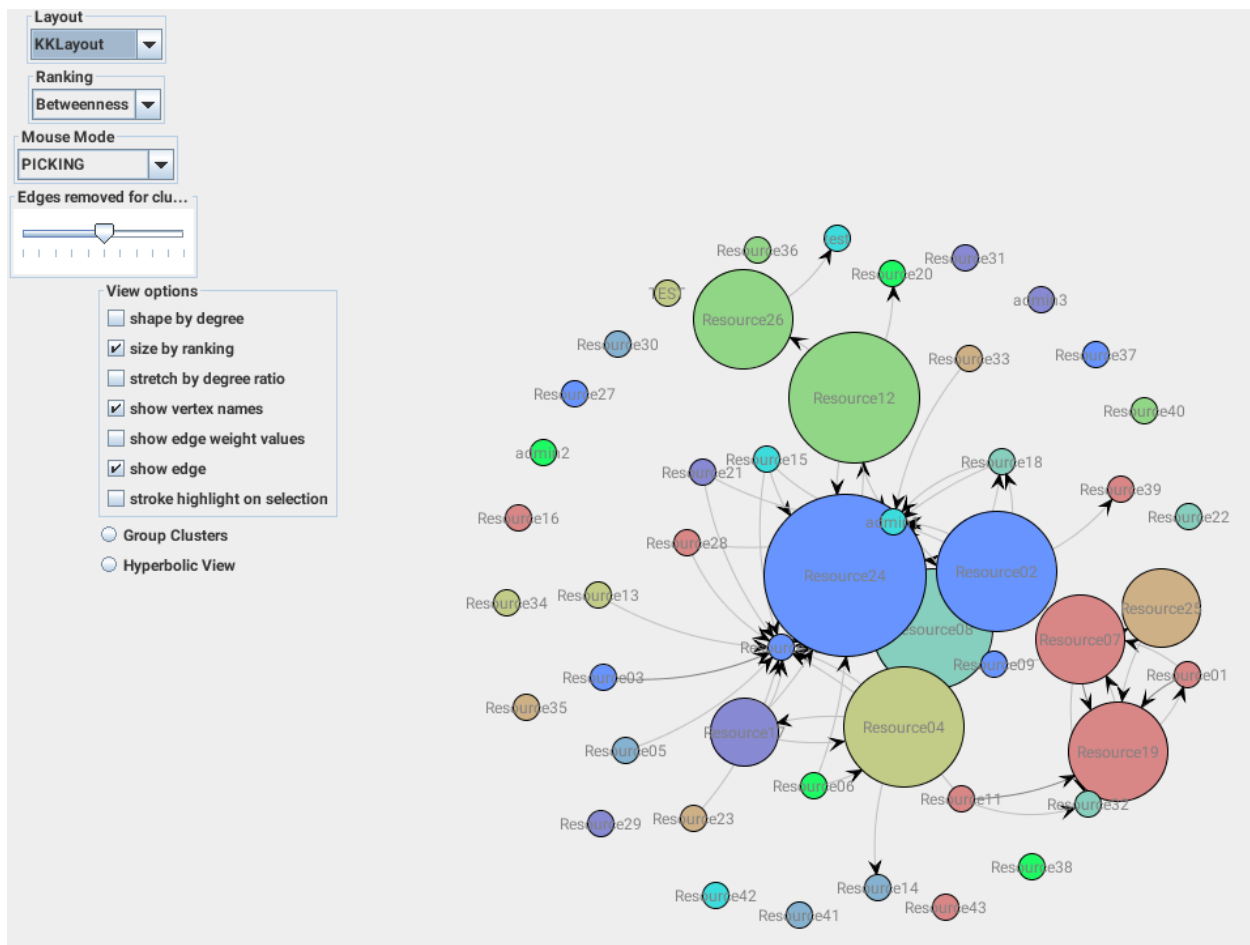 Layout
KKLayout
Ranking
Betweenness
Mouse Mode
PICKING
Edges removed for clu...
View options
shape by degree
size by ranking
stretch by degree ratio
show vertex names
show edge weight values
show edge
stroke highlight on selection
Group Clusters
Hyperbolic View
test
Resource36
Resource31
Resource20
TEST
admin3
Resource26
Resource30
Resource37
Resource33
Resource27
Resource12
Resource40
admin2
Resource15
Resource18
Resource21
Resource39
Resource16
Resource22
Resource28
Resource24
Resource02
Resource13
Resource34
Resource25
Resource07
Resource09
Resource03
Resource01
Resource35
Resource04
Resource05
Resource19
Resource06
Resource11
Resource32
Resource23
Resource29
Resource38
Resource14
Resource42
Resource43
Resource41